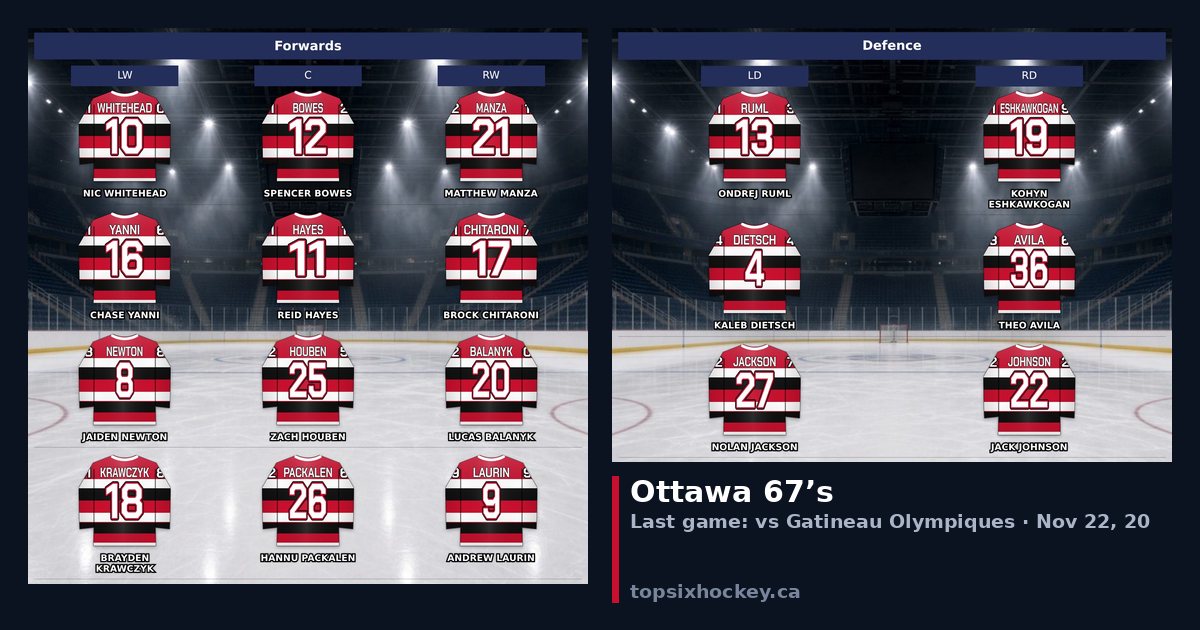 Forwards
LW C RW
WHITEHEAD BOWES MANZA
10 12 21
NIC WHITEHEAD SPENCER BOWES MATTHEW MANZA
YANNI HAYES CHITARONI
16 11 17
CHASE YANNI REID HAYES BROCK CHITARONI
NEWTON HOUBEN BALANYK
8 25 20
JAIDEN NEWTON ZACH HOUBEN LUCAS BALANYK
KRAWCZYK PACKALEN LAURIN
18 26 9
BRAYDEN KRAWCZYK HANNU PACKALEN ANDREW LAURIN
Defence
LD RD
RUML ESHKAWKOGAN
13 19
ONDREJ RUML KOHYN ESHKAWKOGAN
DIETSCH AVILA
4 36
KALEB DIETSCH THEO AVILA
JACKSON JOHNSON
27 22
NOLAN JACKSON JACK JOHNSON
Ottawa 67’s
Last game: vs Gatineau Olympiques · Nov 22, 20
topsixhockey.ca